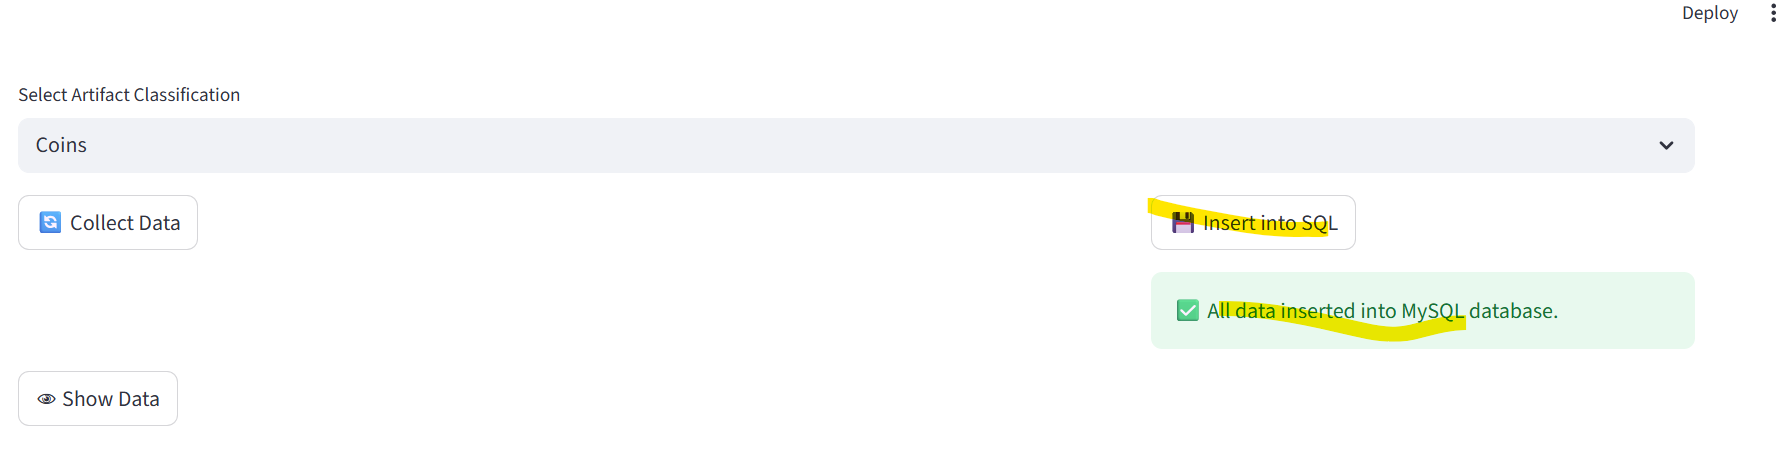 Deploy
Select Artifact Classification
Coins
Collect Data
Insert into SQL
All data inserted into MySQL database.
Show Data